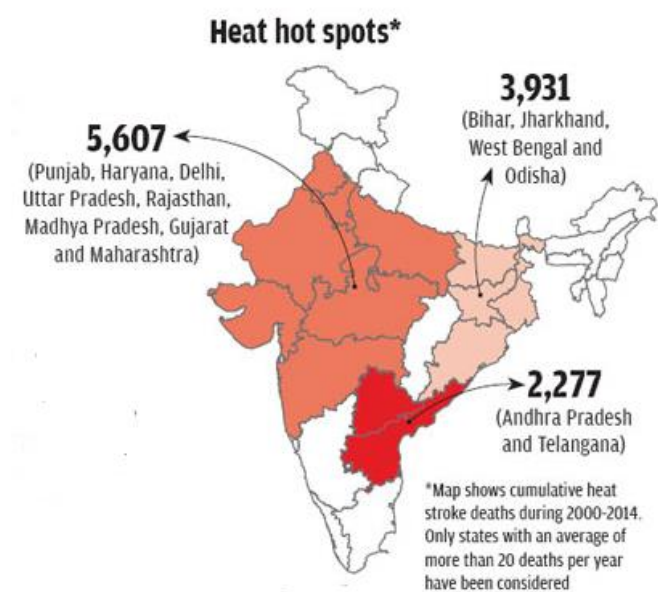 Heat hot spots*
5,607
(Punjab, Haryana, Delhi,
Uttar Pradesh, Rajasthan,
Madhya Pradesh, Gujarat
and Maharashtra)
3,931
(Bihar, Jharkhand,
West Bengal and
Odisha)
2,277
(Andhra Pradesh
and Telangana)
*Map shows cumulative heat
stroke deaths during 2000-2014.
Only states with an average of
more than 20 deaths per year
have been considered